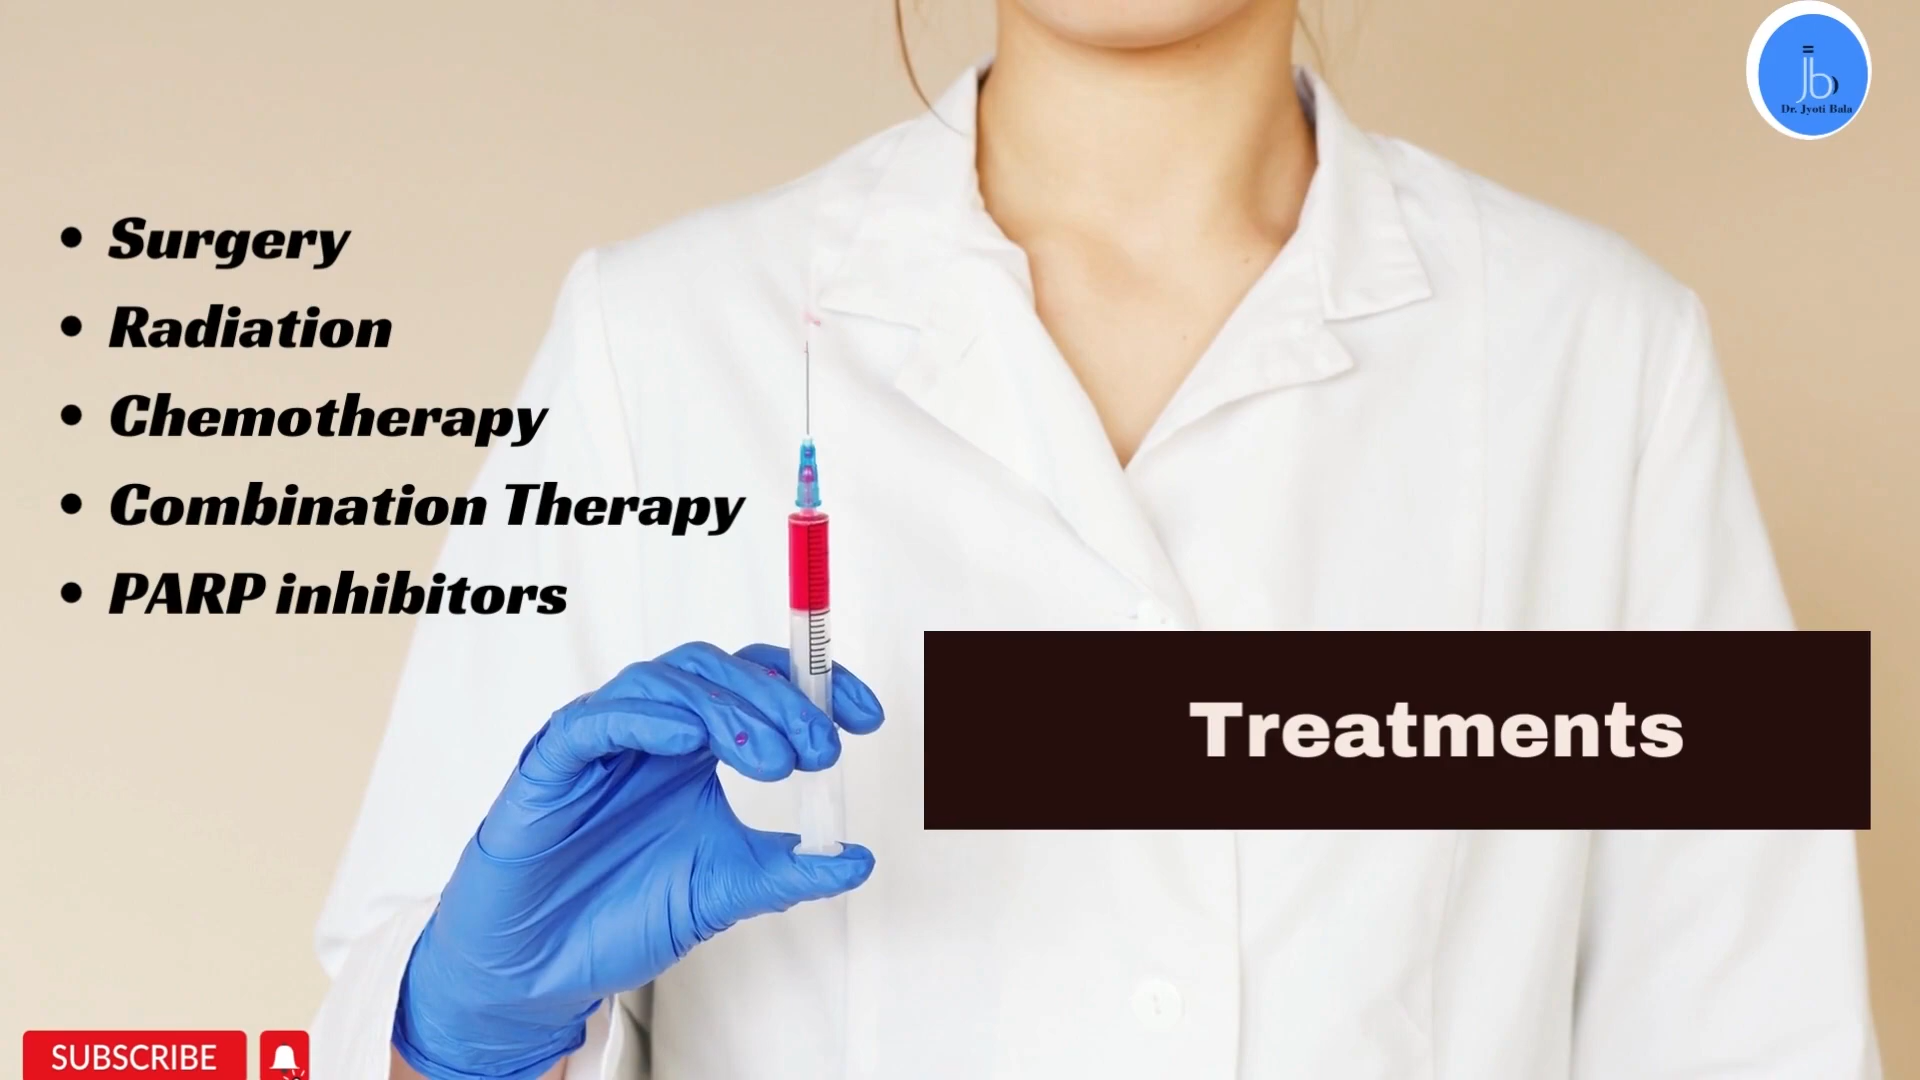 Dr. Jyoti Bala
• Surgery
• Radiation
• Chemotherapy
• Combination Therapy
• PARP inhibitors
Treatments
SUBSCRIBE